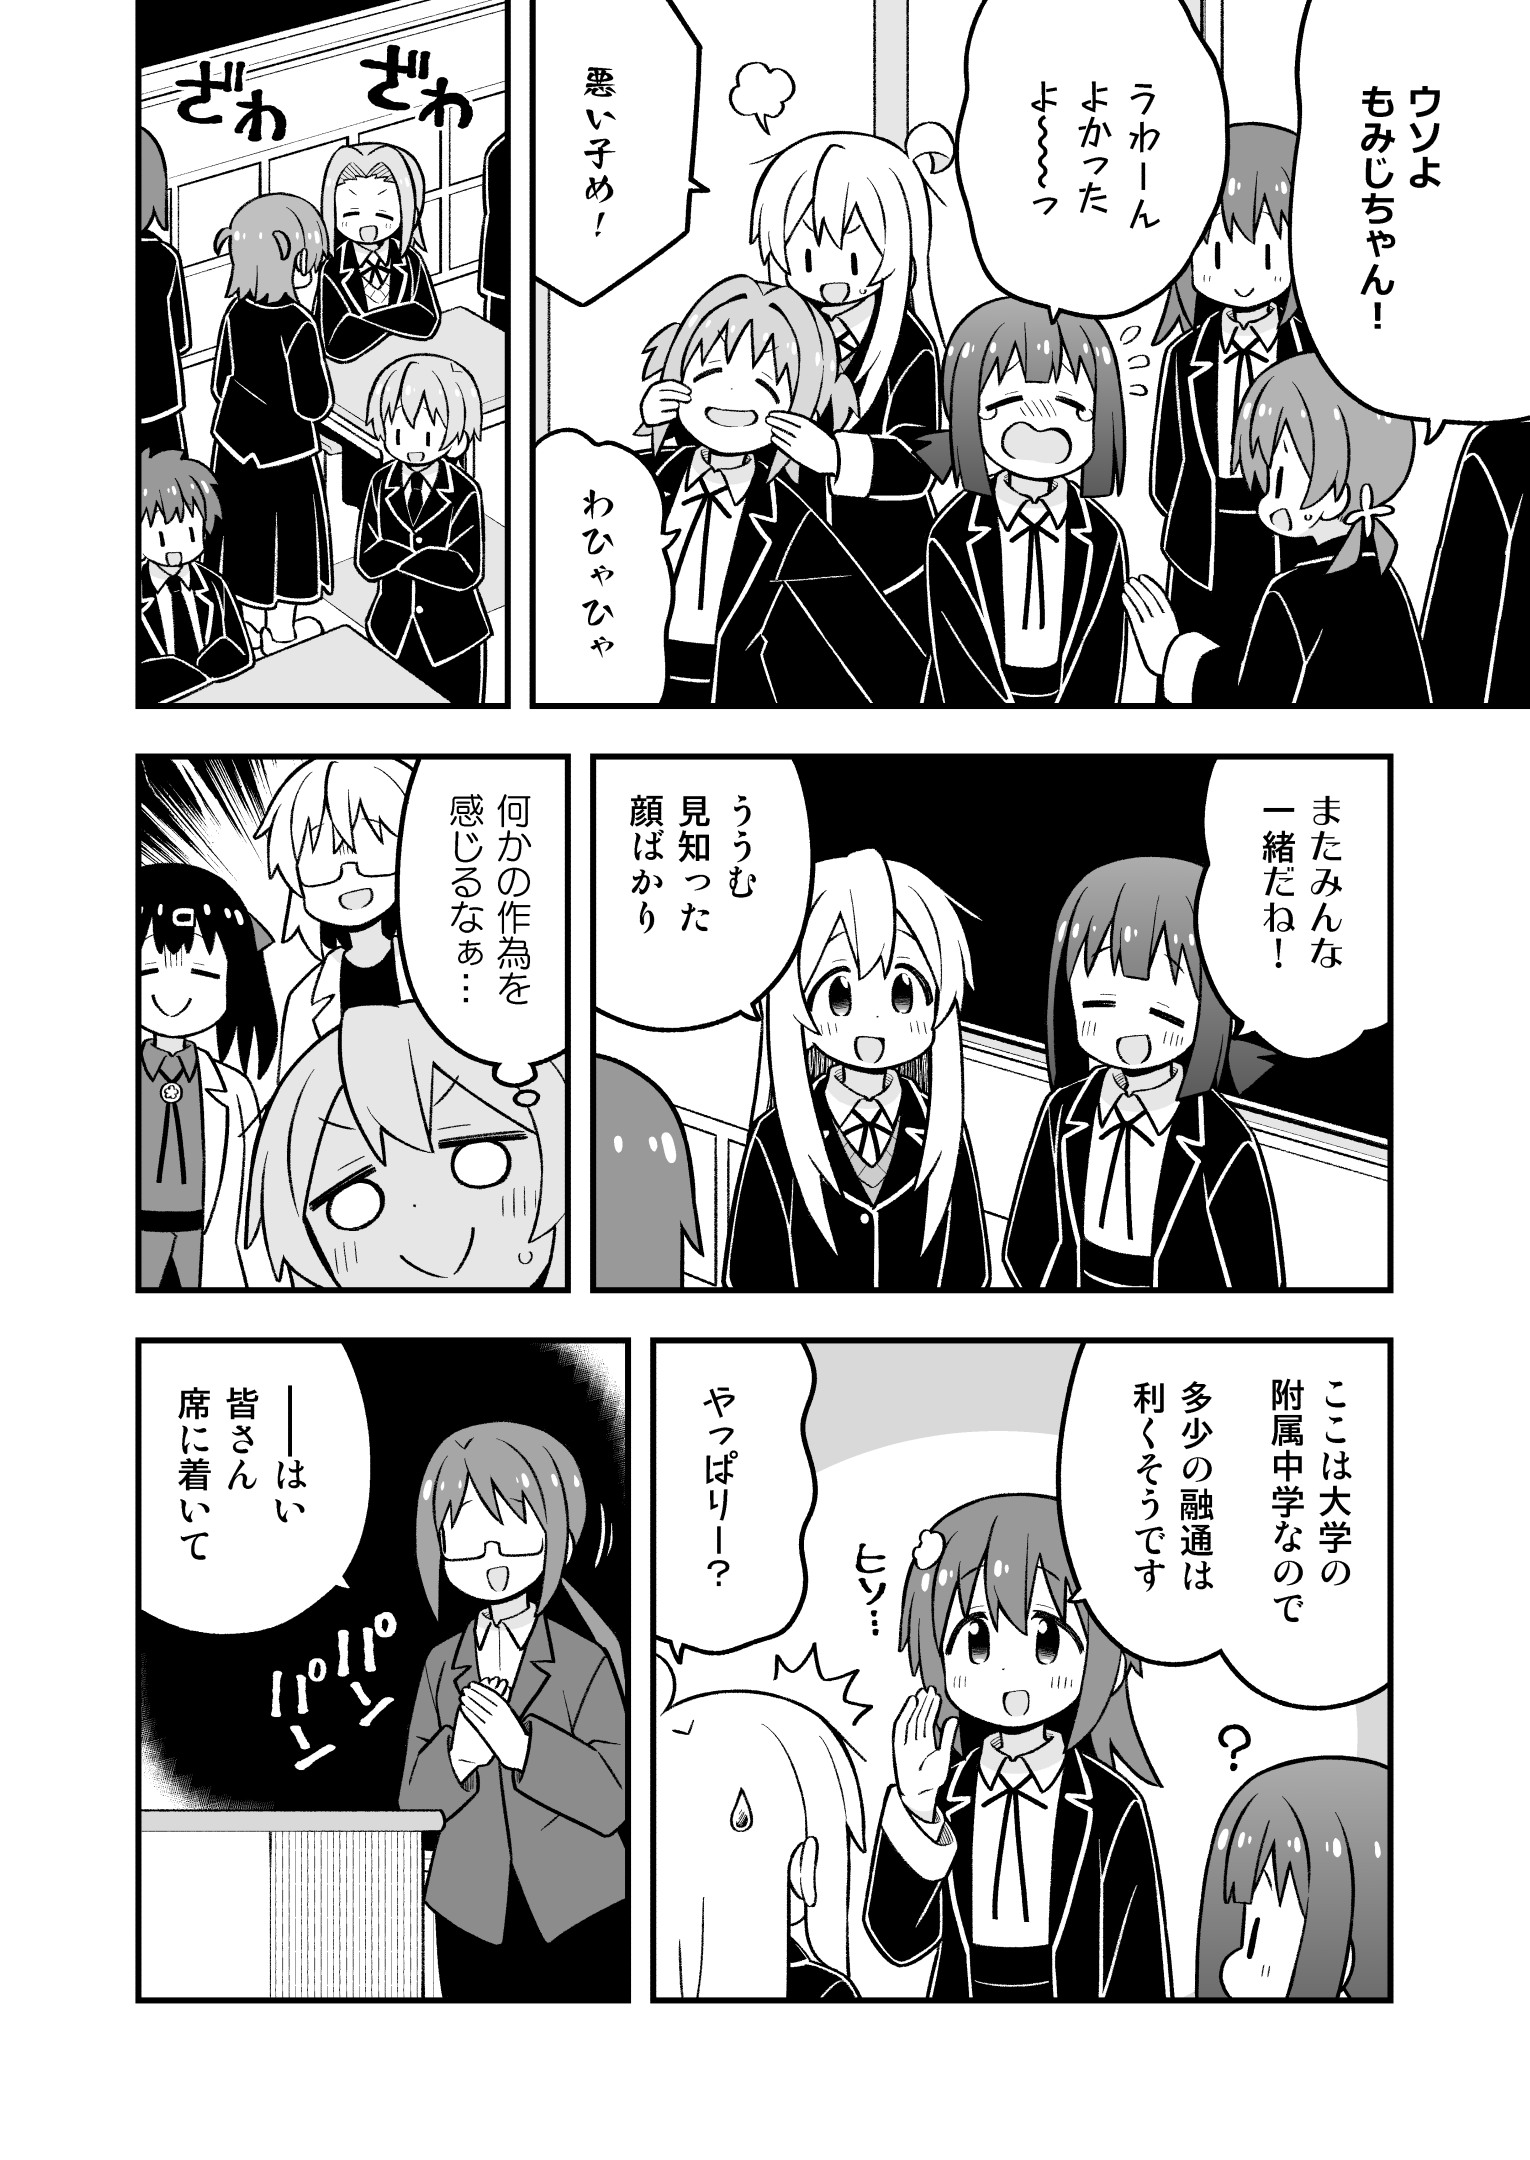 ウソよ
もみじちゃん！
うわーん
よかった
よ〜〜〜っ
悪い子め！
わひゃひゃ
ざわ
ざわ
またみんな
一緒だね！
ううむ
見知った
顔ばかり
何かの作為を
感じるなぁ…
ここは大学の
附属中学なので
多少の融通は
利くそうです
ヒソ…
？
やっぱりー？
――はい
皆さん
席に着いて
パン
パン